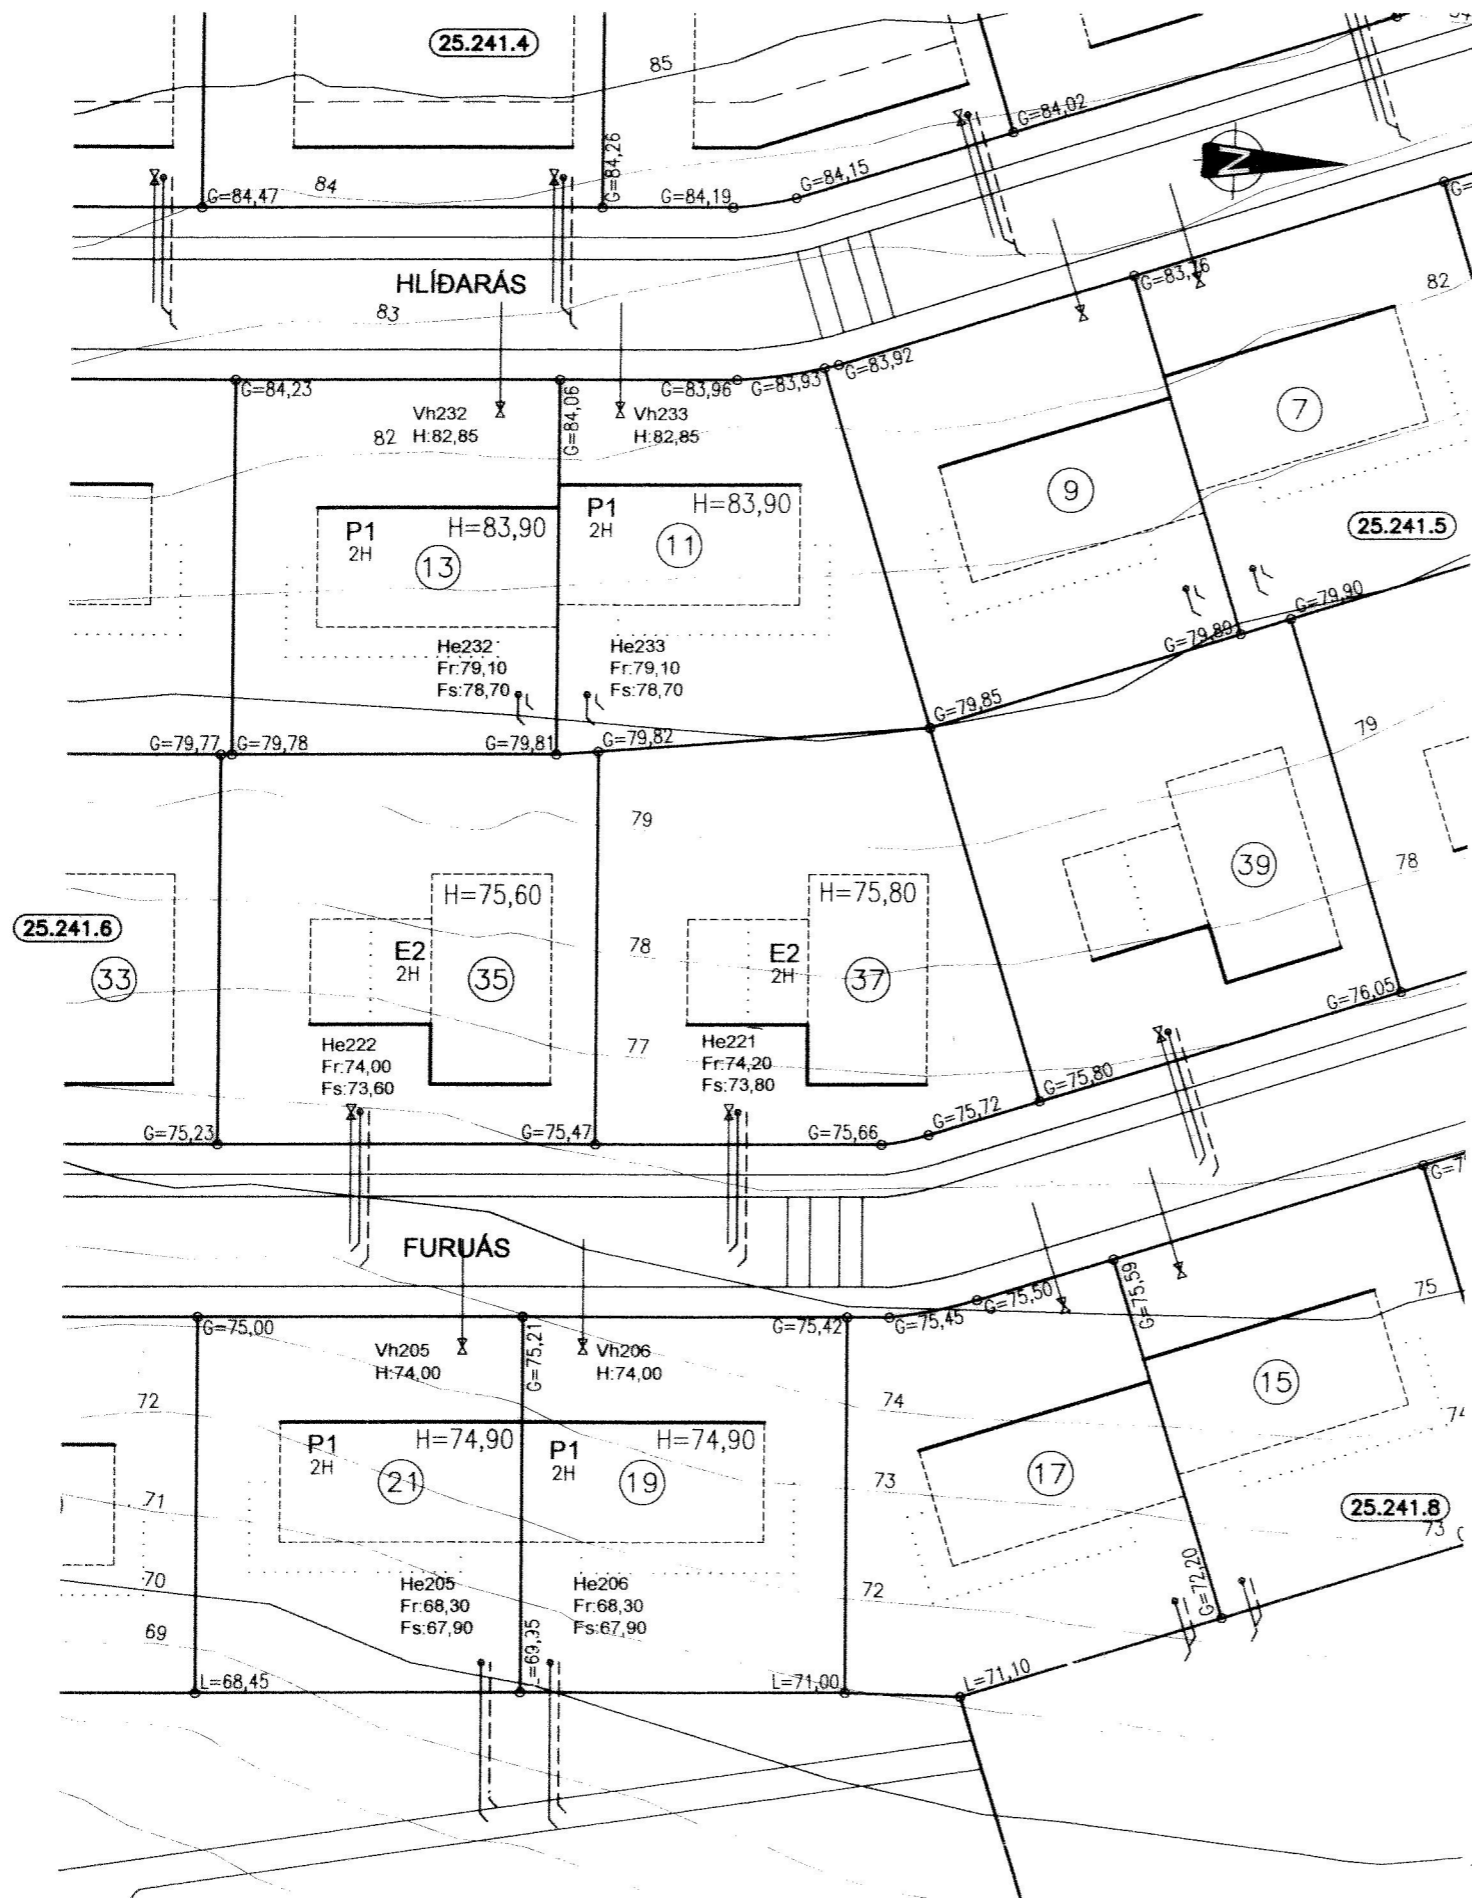 25.241.4
85
G=84,02
84
G=84,47
G=84,26
G=84,19
G=84,15
N
HLÍÐARÁS
83
G=83,76
82
G=84,23
G=84,06
G=83,96
G=83,93
G=83,92
Vh232
H:82,85
Vh233
H:82,85
82
7
9
P1
2H
H=83,90
13
P1
2H
H=83,90
11
25.241.5
He232
Fr:79,10
Fs:78,70
He233
Fr:79,10
Fs:78,70
G=79,89
G=79,90
G=79,85
G=79,77
G=79,78
G=79,81
G=79,82
79
79
78
39
H=75,60
H=75,80
25.241.6
33
E2
2H
35
78
E2
2H
37
G=76,05
He222
Fr:74,00
Fs:73,60
77
He221
Fr:74,20
Fs:73,80
G=75,80
G=75,72
G=75,23
G=75,47
G=75,66
FURUÁS
G=75,59
G=75,50
75
G=75,00
G=75,21
G=75,42
G=75,45
Vh205
H:74,00
Vh206
H:74,00
15
72
74
74
P1
2H
H=74,90
21
P1
2H
H=74,90
19
73
17
71
25.241.8
73
70
He205
Fr:68,30
Fs:67,90
He206
Fr:68,30
Fs:67,90
72
G=72,20
69
L=69,95
L=68,45
L=71,00
L=71,10